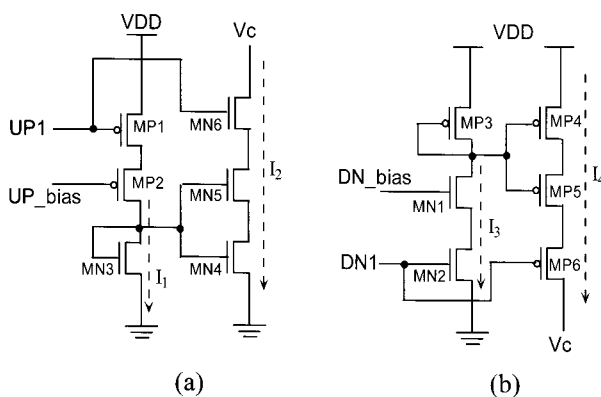 VDD
Vc
UP1
MP1
MN6
UP_bias
MP2
MN5
I2
MN3
I1
MN4
(a)
VDD
MP3
MP4
DN_bias
MN1
MP5
I3
DN1
MN2
MP6
Vc
(b)